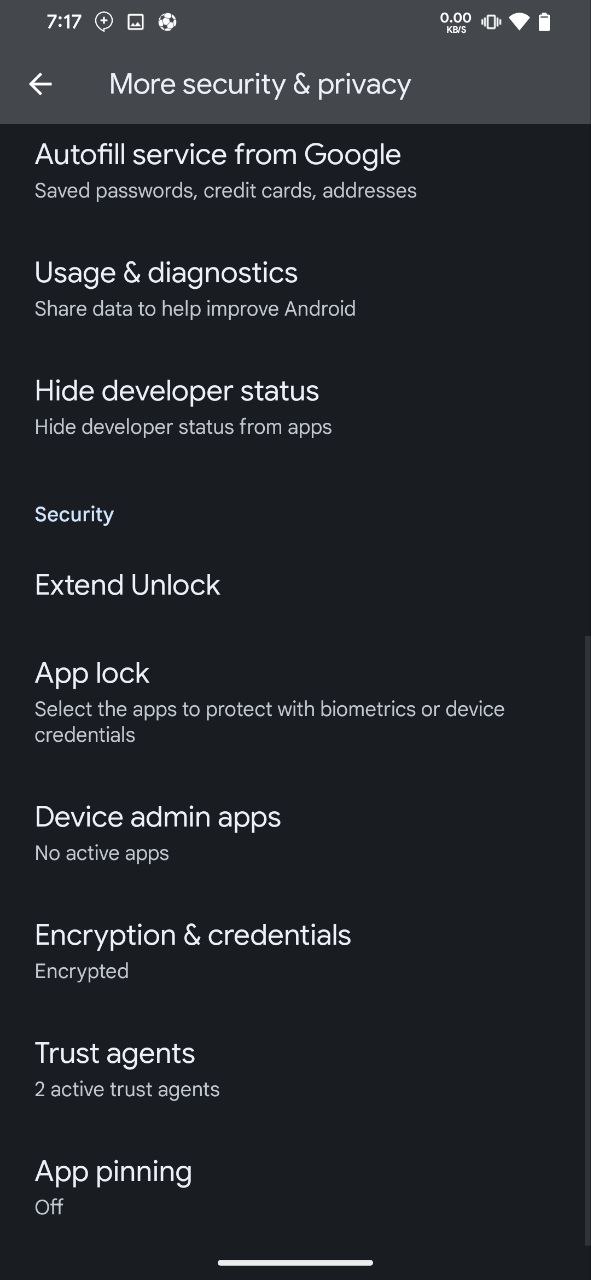 7:17
0.00
KB/S
More security & privacy
Autofill service from Google
Saved passwords, credit cards, addresses
Usage & diagnostics
Share data to help improve Android
Hide developer status
Hide developer status from apps
Security
Extend Unlock
App lock
Select the apps to protect with biometrics or device
credentials
Device admin apps
No active apps
Encryption & credentials
Encrypted
Trust agents
2 active trust agents
App pinning
Off